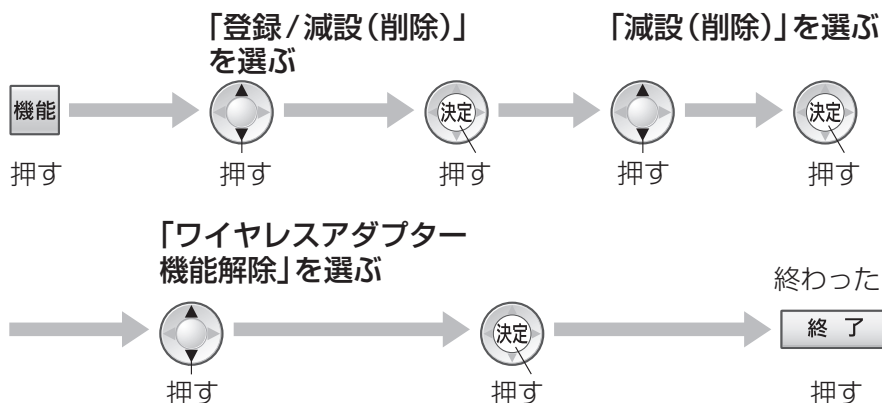 「登録/減設(削除)」
を選ぶ
「減設(削除)」を選ぶ
機能
決定
決定
押す
押す
押す
押す
押す
「ワイヤレスアダプター
機能解除」を選ぶ
終わった
決定
終 了
押す
押す
押す